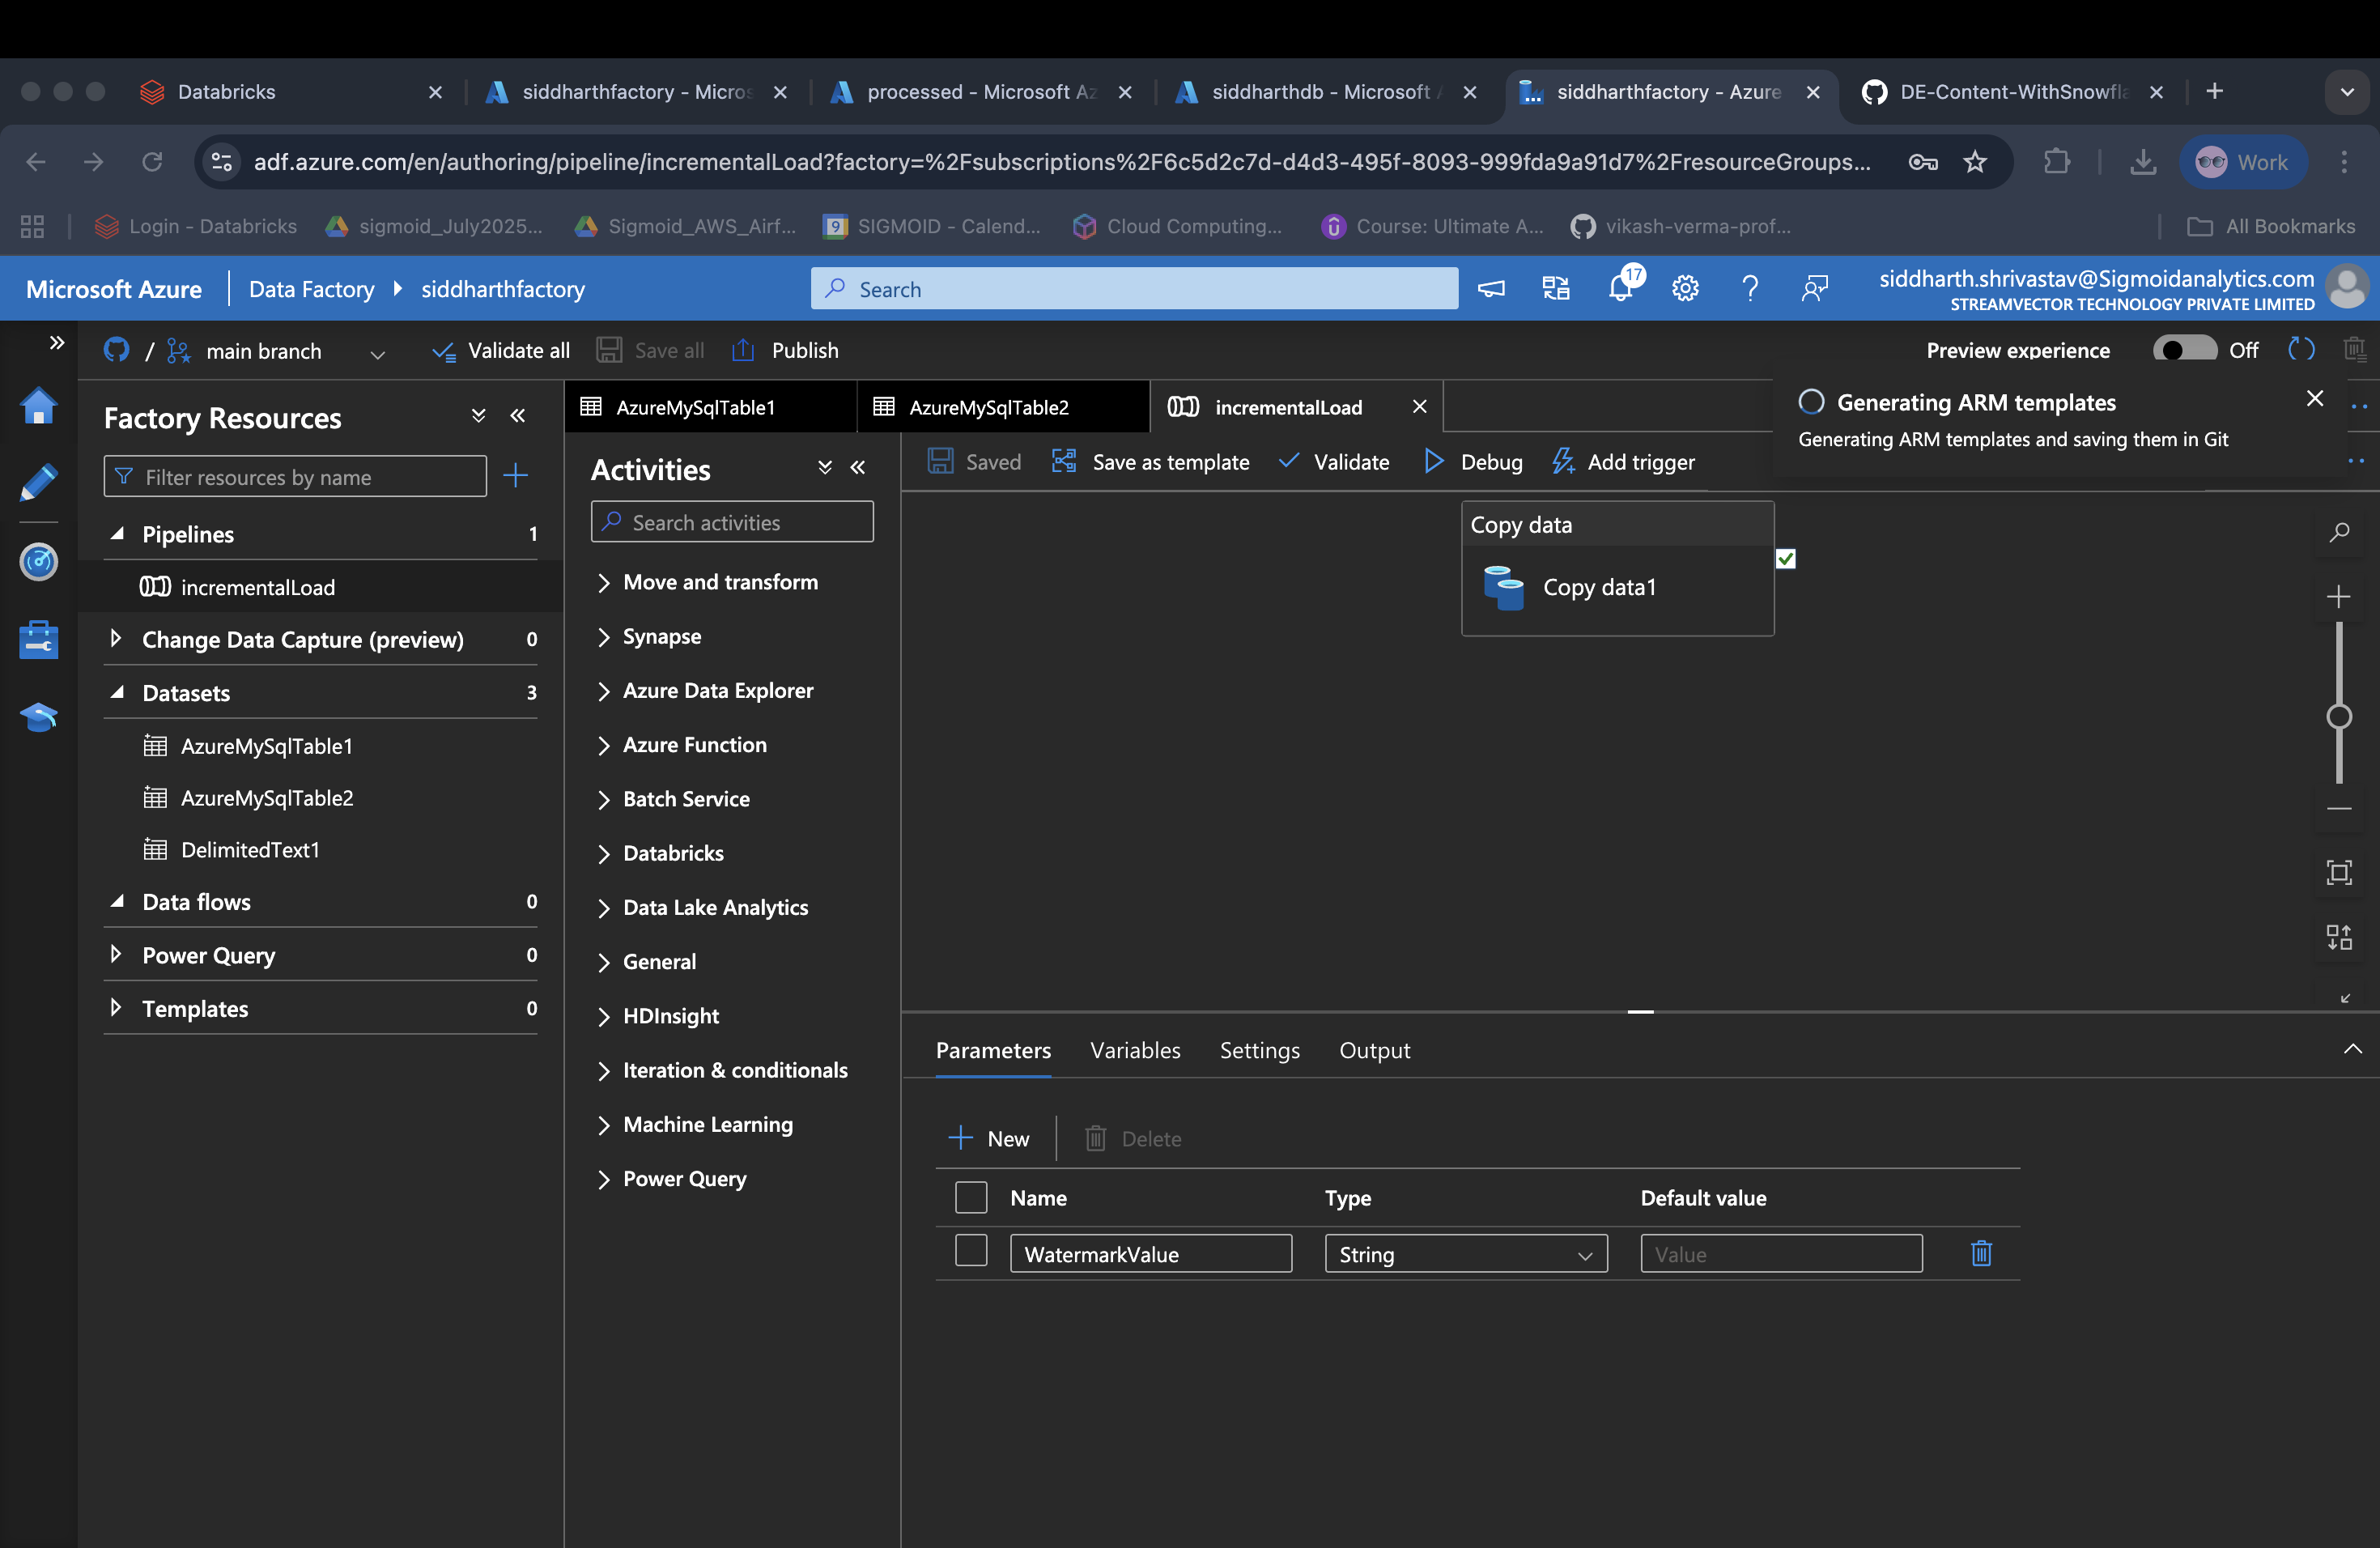 Databricks
siddharthfactory - Micros
processed - Microsoft Az
siddharthdb - Microsoft A
siddharthfactory - Azure
DE-Content-WithSnowfla
adf.azure.com/en/authoring/pipeline/incrementalLoad?factory=%2Fsubscriptions%2F6c5d2c7d-d4d3-495f-8093-999fda9a91d7%2FresourceGroups...
Work
Login - Databricks
sigmoid_July2025...
Sigmoid_AWS_Airf...
9
SIGMOID - Calend...
Cloud Computing...
Course: Ultimate A...
vikash-verma-prof...
All Bookmarks
Microsoft Azure
Data Factory
siddharthfactory
Search
17
siddharth.shrivastav@Sigmoidanalytics.com
STREAMVECTOR TECHNOLOGY PRIVATE LIMITED
/
main branch
Validate all
Save all
Publish
Preview experience
Off
Generating ARM templates
Generating ARM templates and saving them in Git
Factory Resources
Filter resources by name
Pipelines 1
incrementalLoad
Change Data Capture (preview) 0
Datasets 3
AzureMySqlTable1
AzureMySqlTable2
DelimitedText1
Data flows 0
Power Query 0
Templates 0
AzureMySqlTable1
AzureMySqlTable2
incrementalLoad
Activities
Search activities
Move and transform
Synapse
Azure Data Explorer
Azure Function
Batch Service
Databricks
Data Lake Analytics
General
HDInsight
Iteration & conditionals
Machine Learning
Power Query
Saved
Save as template
Validate
Debug
Add trigger
Copy data
Copy data1
Parameters
Variables
Settings
Output
New
Delete
Name Type Default value
WatermarkValue String Value